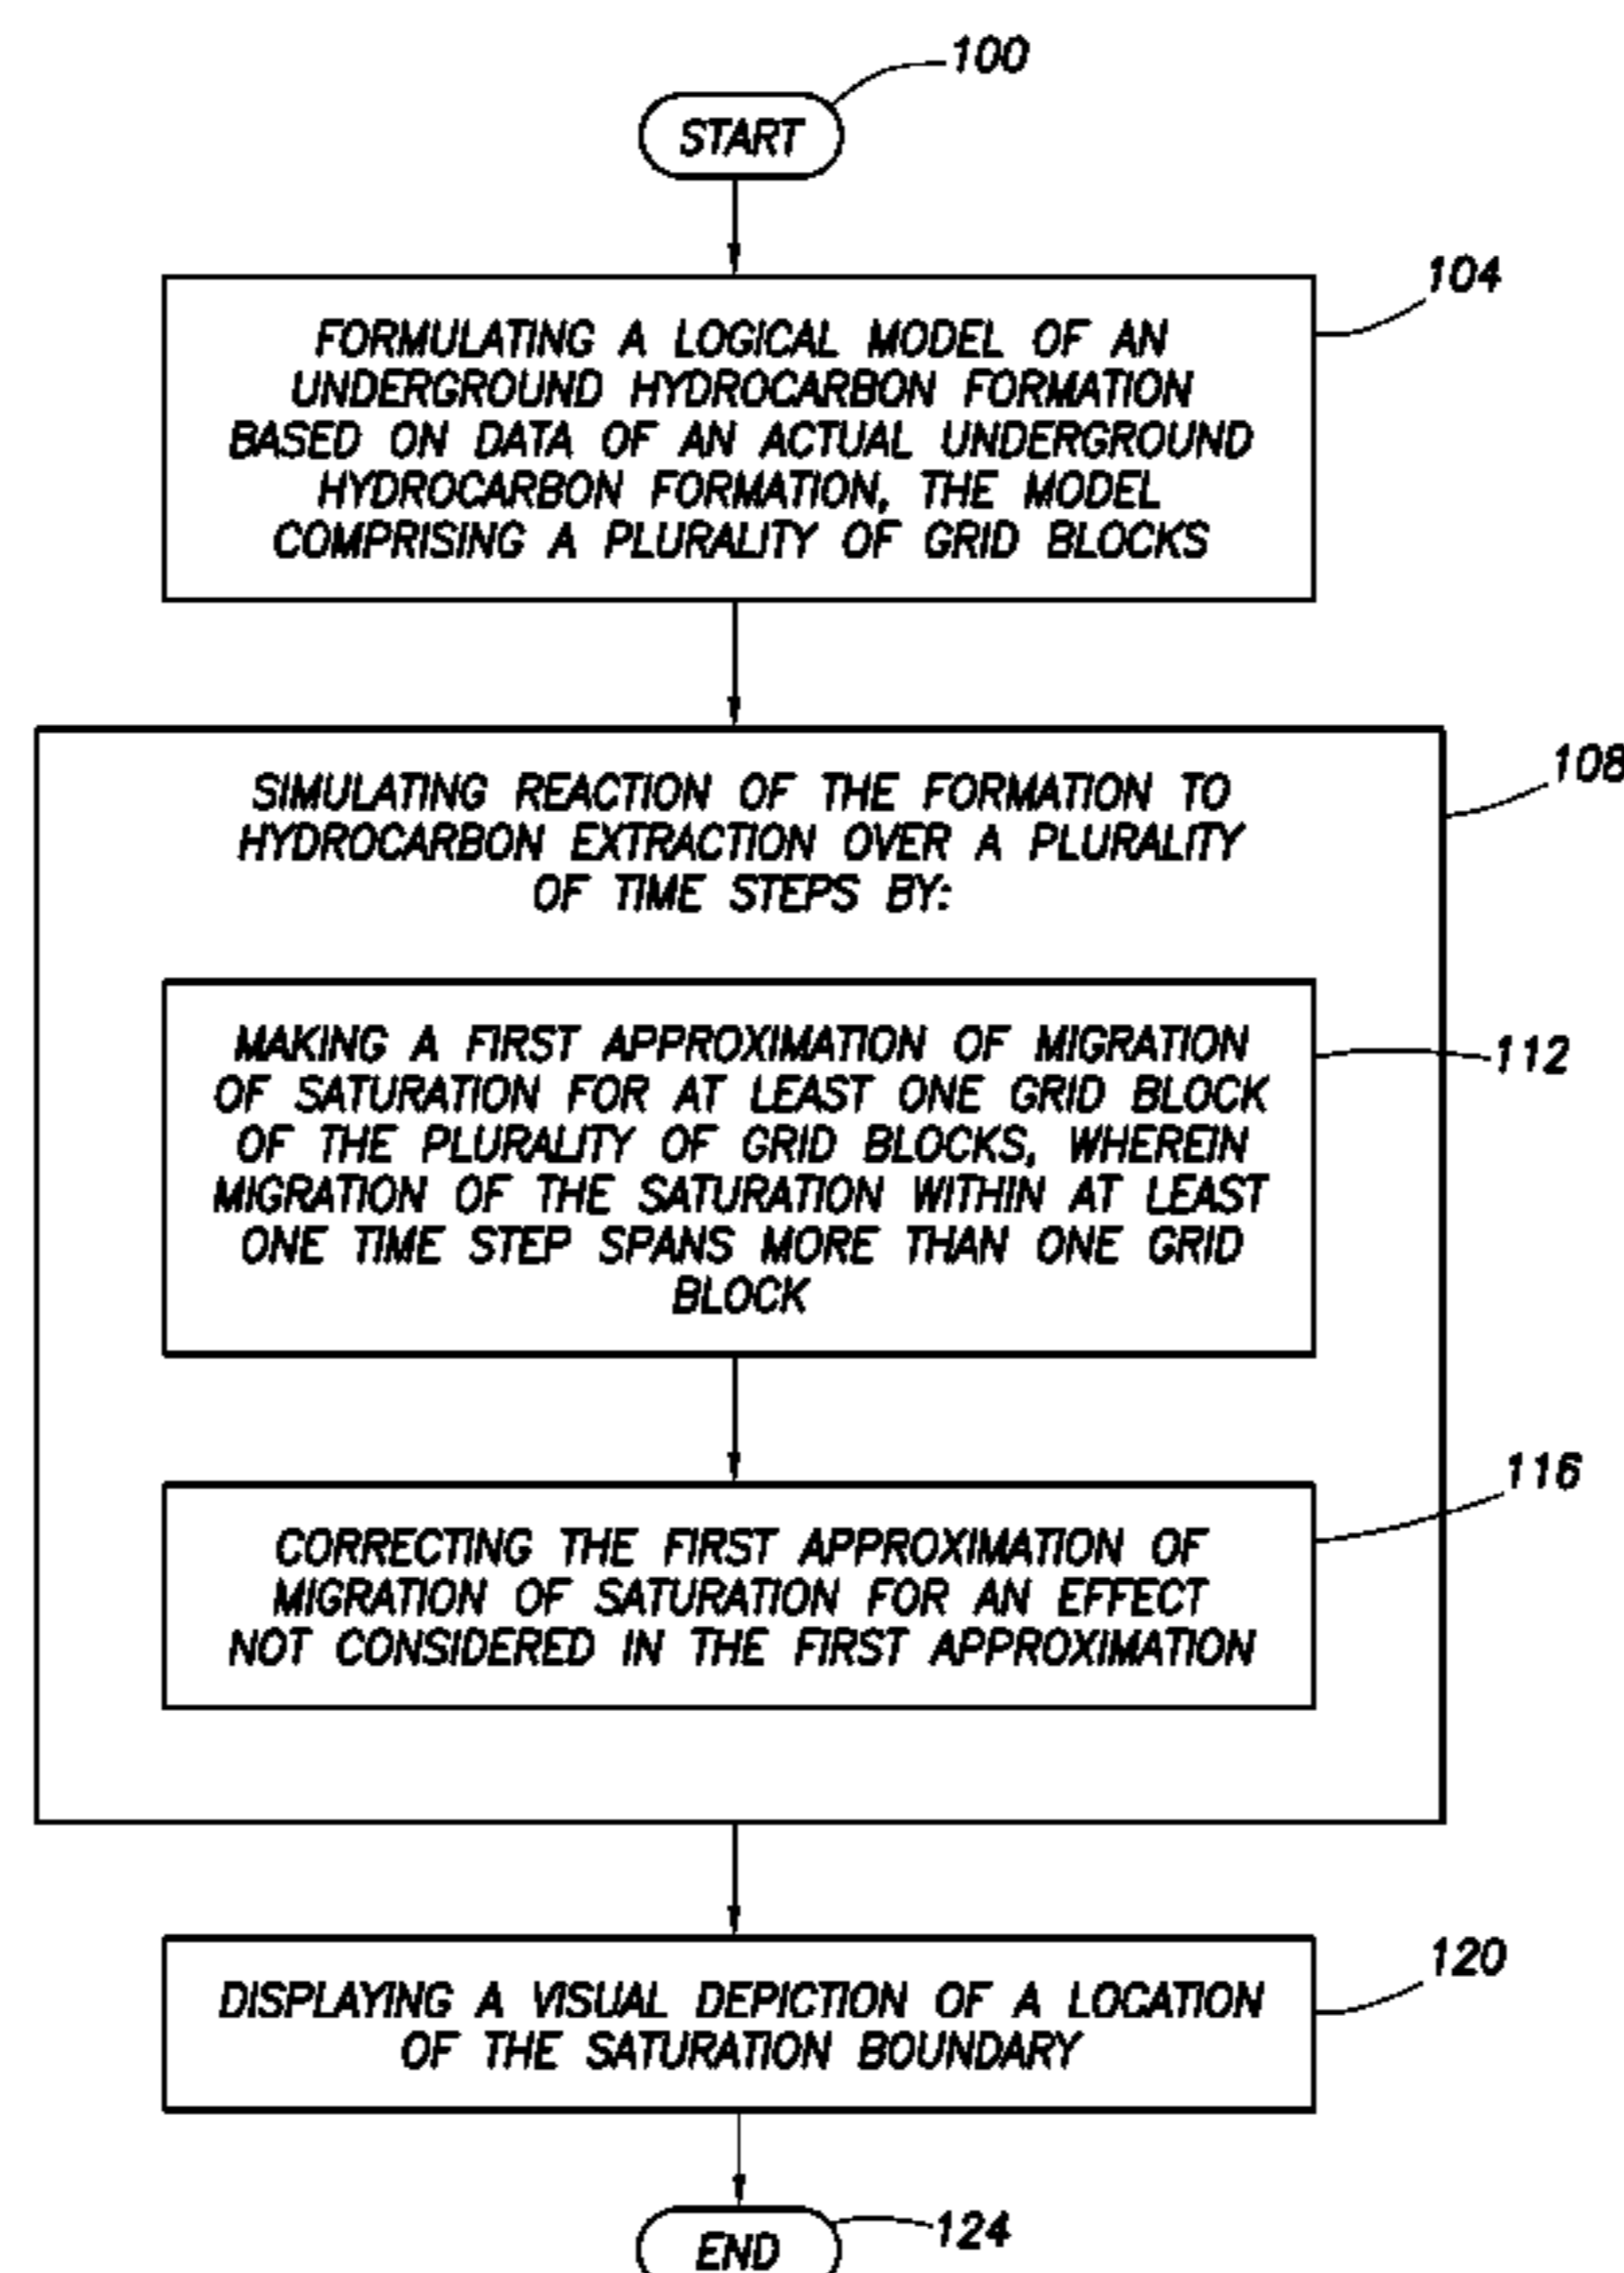 100
START
104
FORMULATING A LOGICAL MODEL OF AN
UNDERGROUND HYDROCARBON FORMATION
BASED ON DATA OF AN ACTUAL UNDERGROUND
HYDROCARBON FORMATION, THE MODEL
COMPRISING A PLURALITY OF GRID BLOCKS
108
SIMULATING REACTION OF THE FORMATION TO
HYDROCARBON EXTRACTION OVER A PLURALITY
OF TIME STEPS BY:
112
MAKING A FIRST APPROXIMATION OF MIGRATION
OF SATURATION FOR AT LEAST ONE GRID BLOCK
OF THE PLURALITY OF GRID BLOCKS, WHEREIN
MIGRATION OF THE SATURATION WITHIN AT LEAST
ONE TIME STEP SPANS MORE THAN ONE GRID
BLOCK
116
CORRECTING THE FIRST APPROXIMATION OF
MIGRATION OF SATURATION FOR AN EFFECT
NOT CONSIDERED IN THE FIRST APPROXIMATION
120
DISPLAYING A VISUAL DEPICTION OF A LOCATION
OF THE SATURATION BOUNDARY
124
END